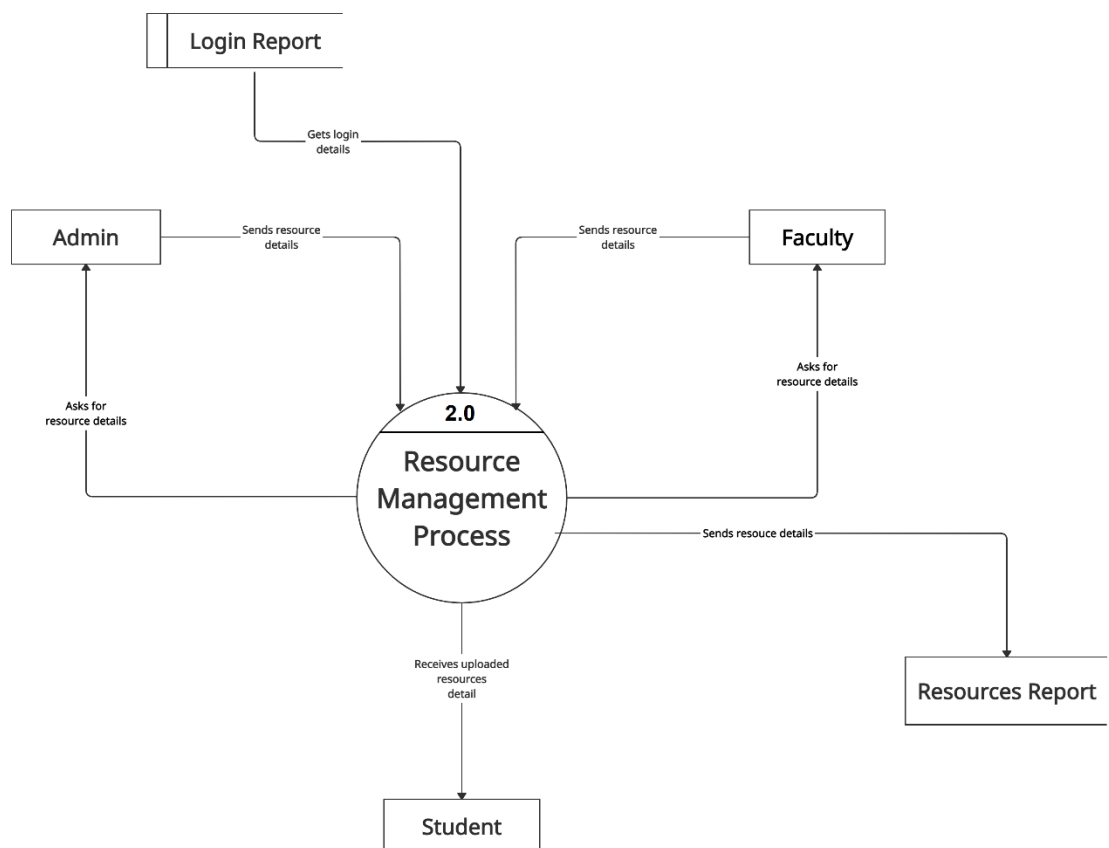 Login Report
Gets login
details
Admin
Sends resource
details
Sends resource
details
Faculty
Asks for
resource details
Asks for
resource details
2.0
Resource
Management
Process
Sends resouce details
Receives uploaded
resources
detail
Resources Report
Student